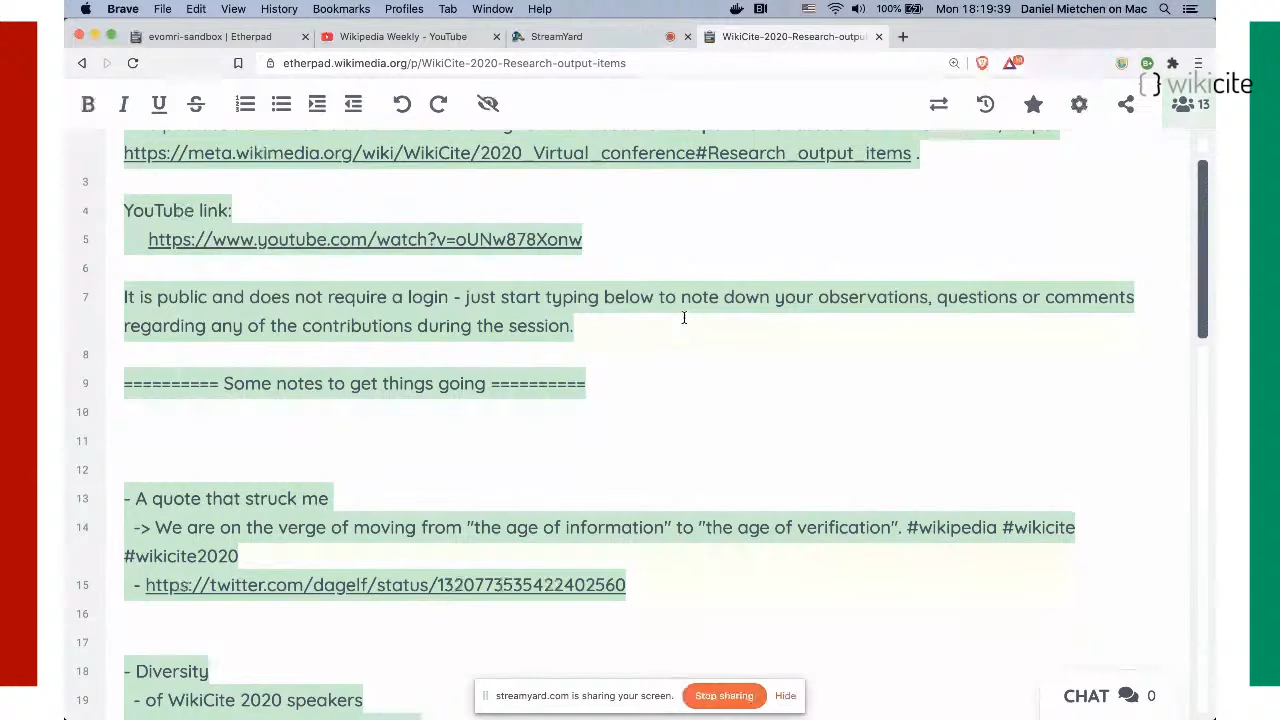 Brave File Edit View History Bookmarks Profiles Tab Window Help 100% Mon 18:19:39 Daniel Mietchen on Mac
evomri-sandbox | Etherpad Wikipedia Weekly - YouTube StreamYard WikiCite-2020-Research-output
etherpad.wikimedia.org/p/WikiCite-2020-Research-output-items
wikicite
13
https://meta.wikimedia.org/wiki/WikiCite/2020_Virtual_conference#Research_output_items .
3
4 YouTube link:
5 https://www.youtube.com/watch?v=oUNw878Xonw
6
7 It is public and does not require a login - just start typing below to note down your observations, questions or comments
regarding any of the contributions during the session.
8
9 ========== Some notes to get things going ==========
10
11
12
13 - A quote that struck me
14 -> We are on the verge of moving from "the age of information" to "the age of verification". #wikipedia #wikicite
#wikicite2020
15 - https://twitter.com/dagelf/status/1320773535422402560
16
17
18 - Diversity
19 - of WikiCite 2020 speakers
streamyard.com is sharing your screen. Stop sharing Hide
CHAT 0